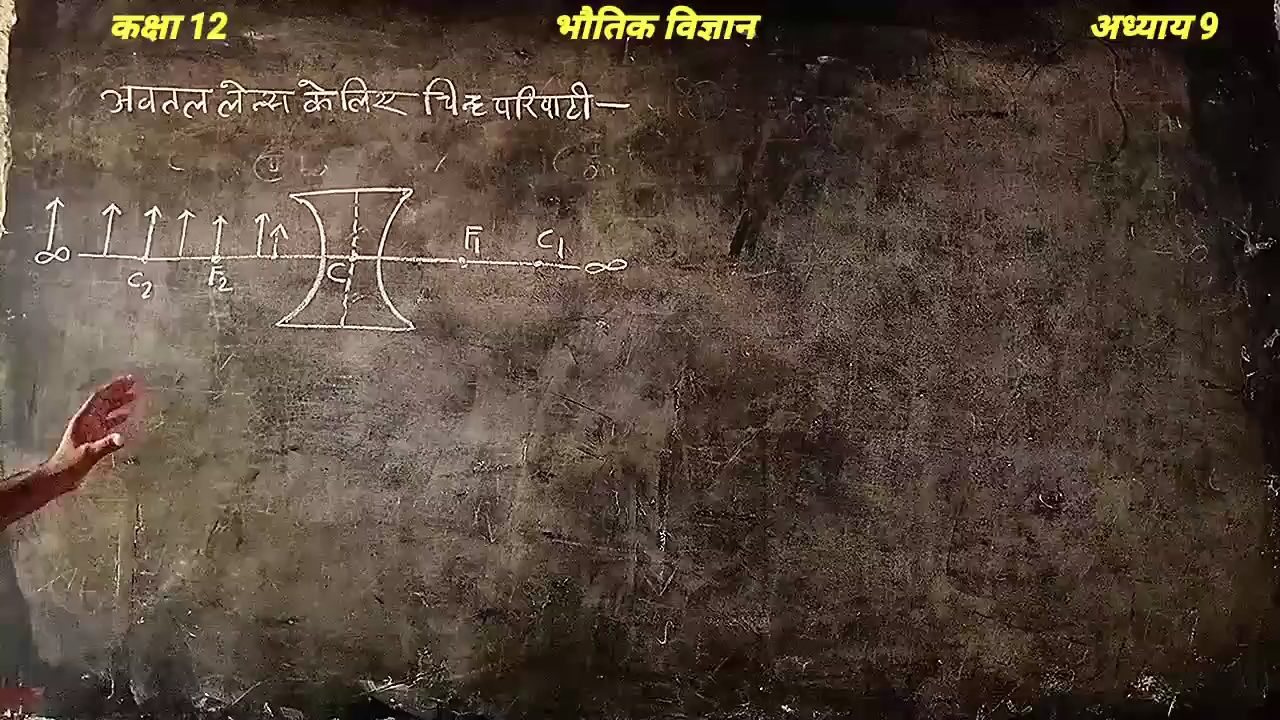 कक्षा 12 भौतिक विज्ञान अध्याय 9
अवतल लेन्स के लिए चिन्ह परिपाटी—
F₁ C₁
∞ C₂ F₂ C ∞